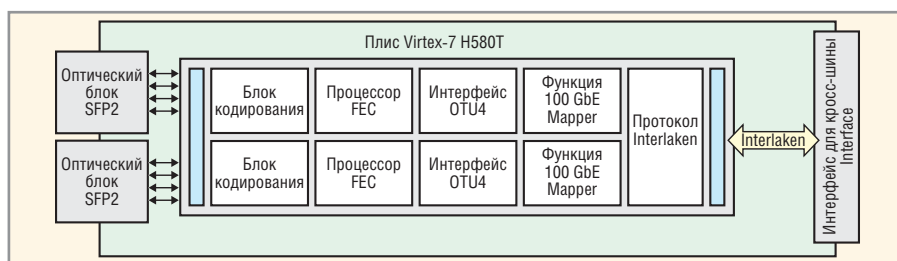 Плис Virtex-7 H580T
Оптический
блок
SFP2
Блок
кодирования
Процессор
FEC
Интерфейс
OTU4
Функция
100 GbE
Mapper
Протокол
Interlaken
Interlaken
Интерфейс для кросс-шины
Interface
Оптический
блок
SFP2
Блок
кодирования
Процессор
FEC
Интерфейс
OTU4
Функция
100 GbE
Mapper